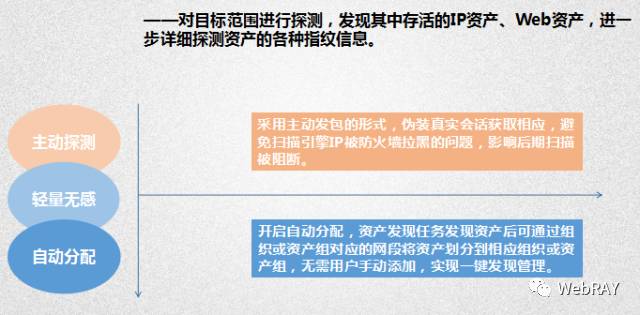 ——对目标范围进行探测，发现其中存活的IP资产、Web资产，进一
步详细探测资产的各种指纹信息。
主动探测
采用主动发包的形式，伪装真实会话获取相应，避
免扫描引擎IP被防火墙拉黑的问题，影响后期扫描
被阻断。
轻量无感
自动分配
开启自动分配，资产发现任务发现资产后可通过组
织或资产组对应的网段将资产划分到相应组织或资
产组，无需用户手动添加，实现一键发现管理。
WebRAY